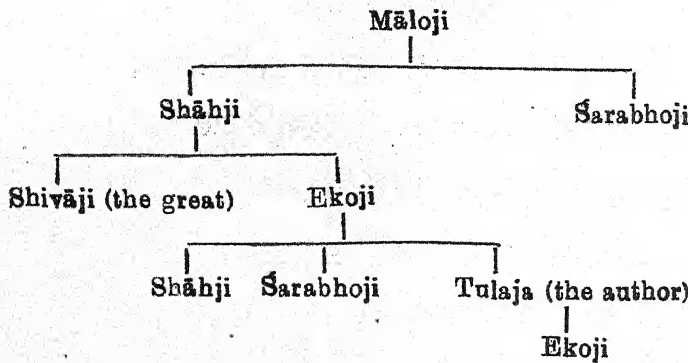 Māloji
Shāhji Śarabhoji
Shivāji (the great) Ekoji
Shāhji Śarabhoji Tulaja (the author)
Ekoji